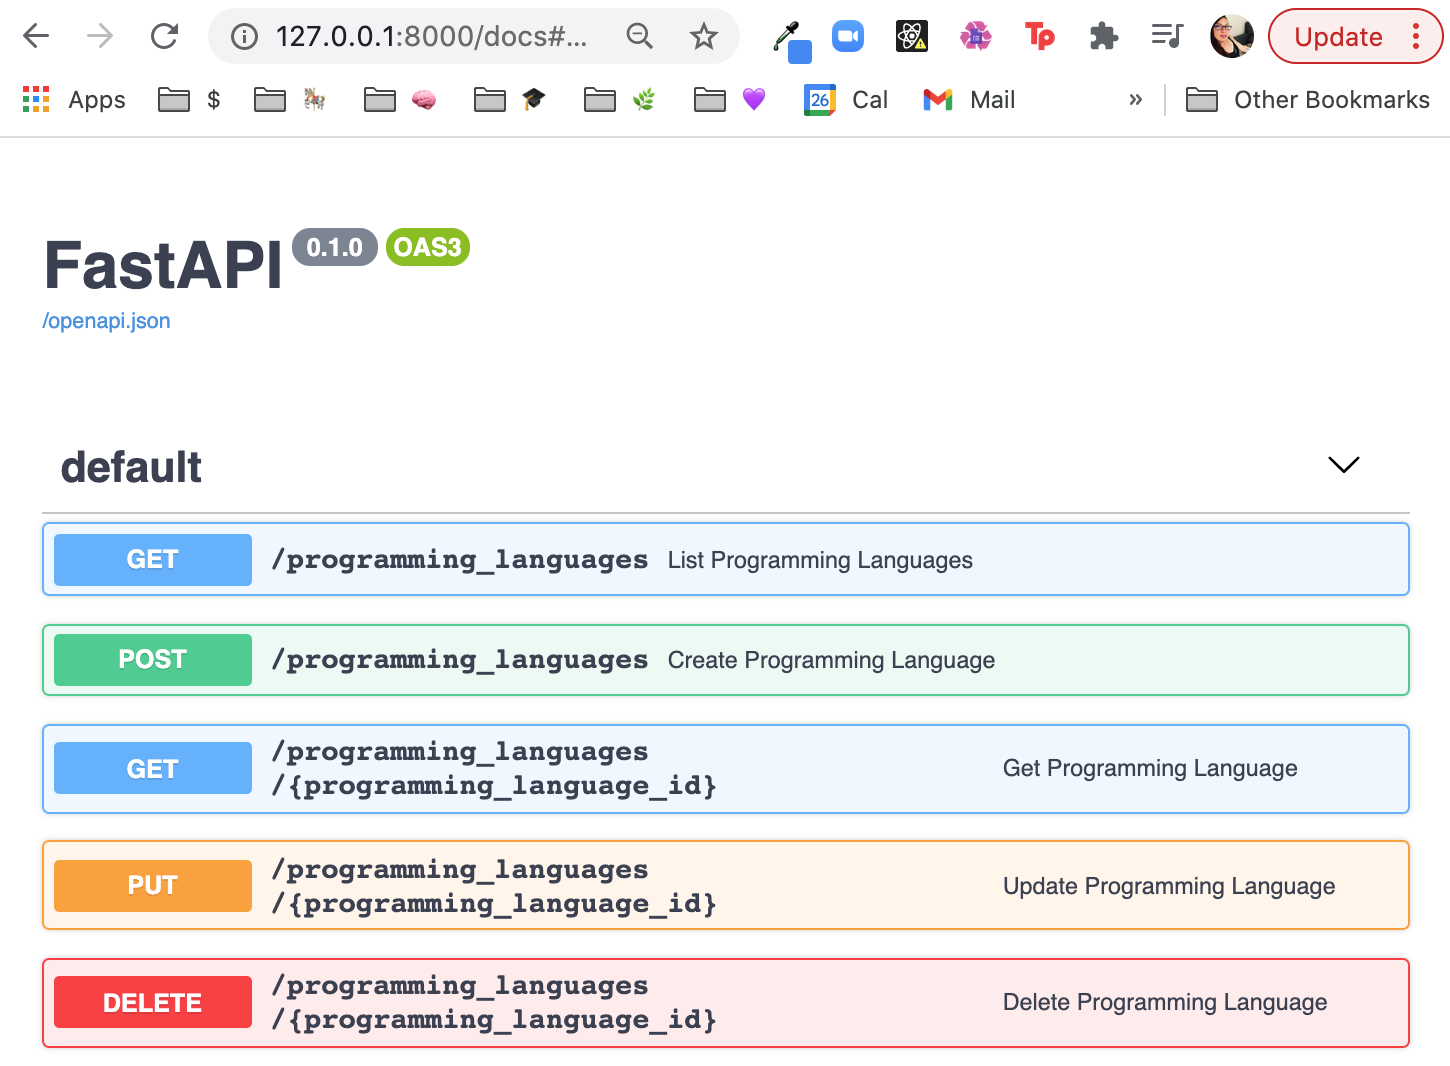 127.0.0.1:8000/docs#...
Tp
Update
Apps
$
26
Cal
Mail
»
Other Bookmarks
FastAPI 0.1.0 OAS3
/openapi.json
default
GET /programming_languages List Programming Languages
POST /programming_languages Create Programming Language
GET /programming_languages
/{programming_language_id} Get Programming Language
PUT /programming_languages
/{programming_language_id} Update Programming Language
DELETE /programming_languages
/{programming_language_id} Delete Programming Language